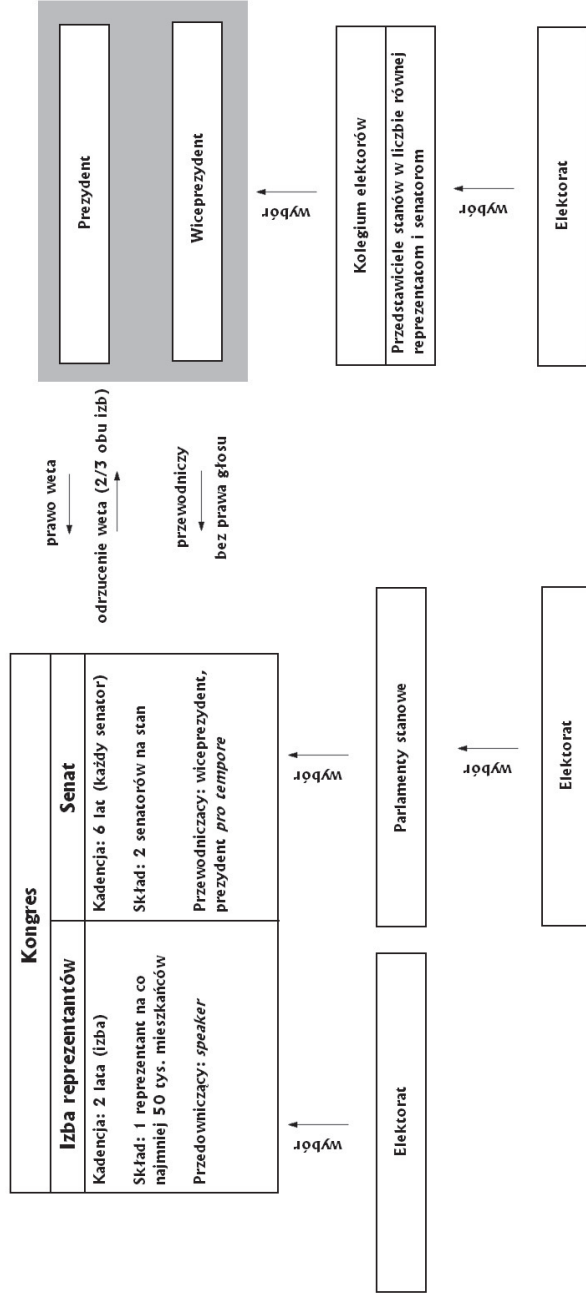 Kongres
Izba reprezentantów
Kadencja: 2 lata (izba)
Skład: 1 reprezentant na co
najmniej 50 tys. mieszkańców
Przedowniczący: speaker
Senat
Kadencja: 6 lat (każdy senator)
Skład: 2 senatorów na stan
Przewodniczacy: wiceprezydent,
prezydent pro tempore
prawo weta
odrzucenie weta (2/3 obu izb)
przewodniczy
bez prawa głosu
Prezydent
Wiceprezydent
wybór
Elektorat
wybór
Parlamenty stanowe
wybór
Elektorat
wybór
Kolegium elektorów
Przedstawiciele stanów w liczbie równej
reprezentatom i senatorom
wybór
Elektorat